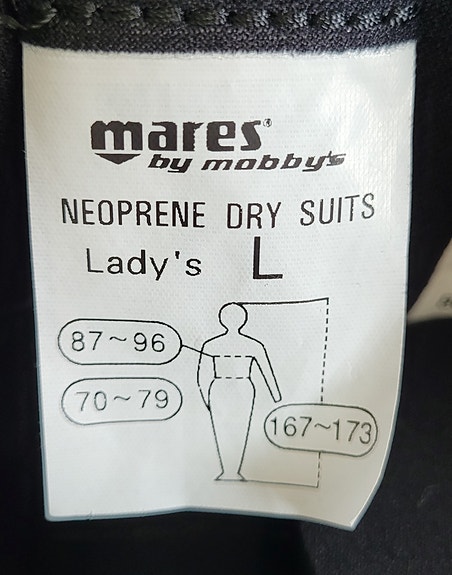 mares®
by mobby's
NEOPRENE DRY SUITS
Lady's L
87~96
70~79
167~173